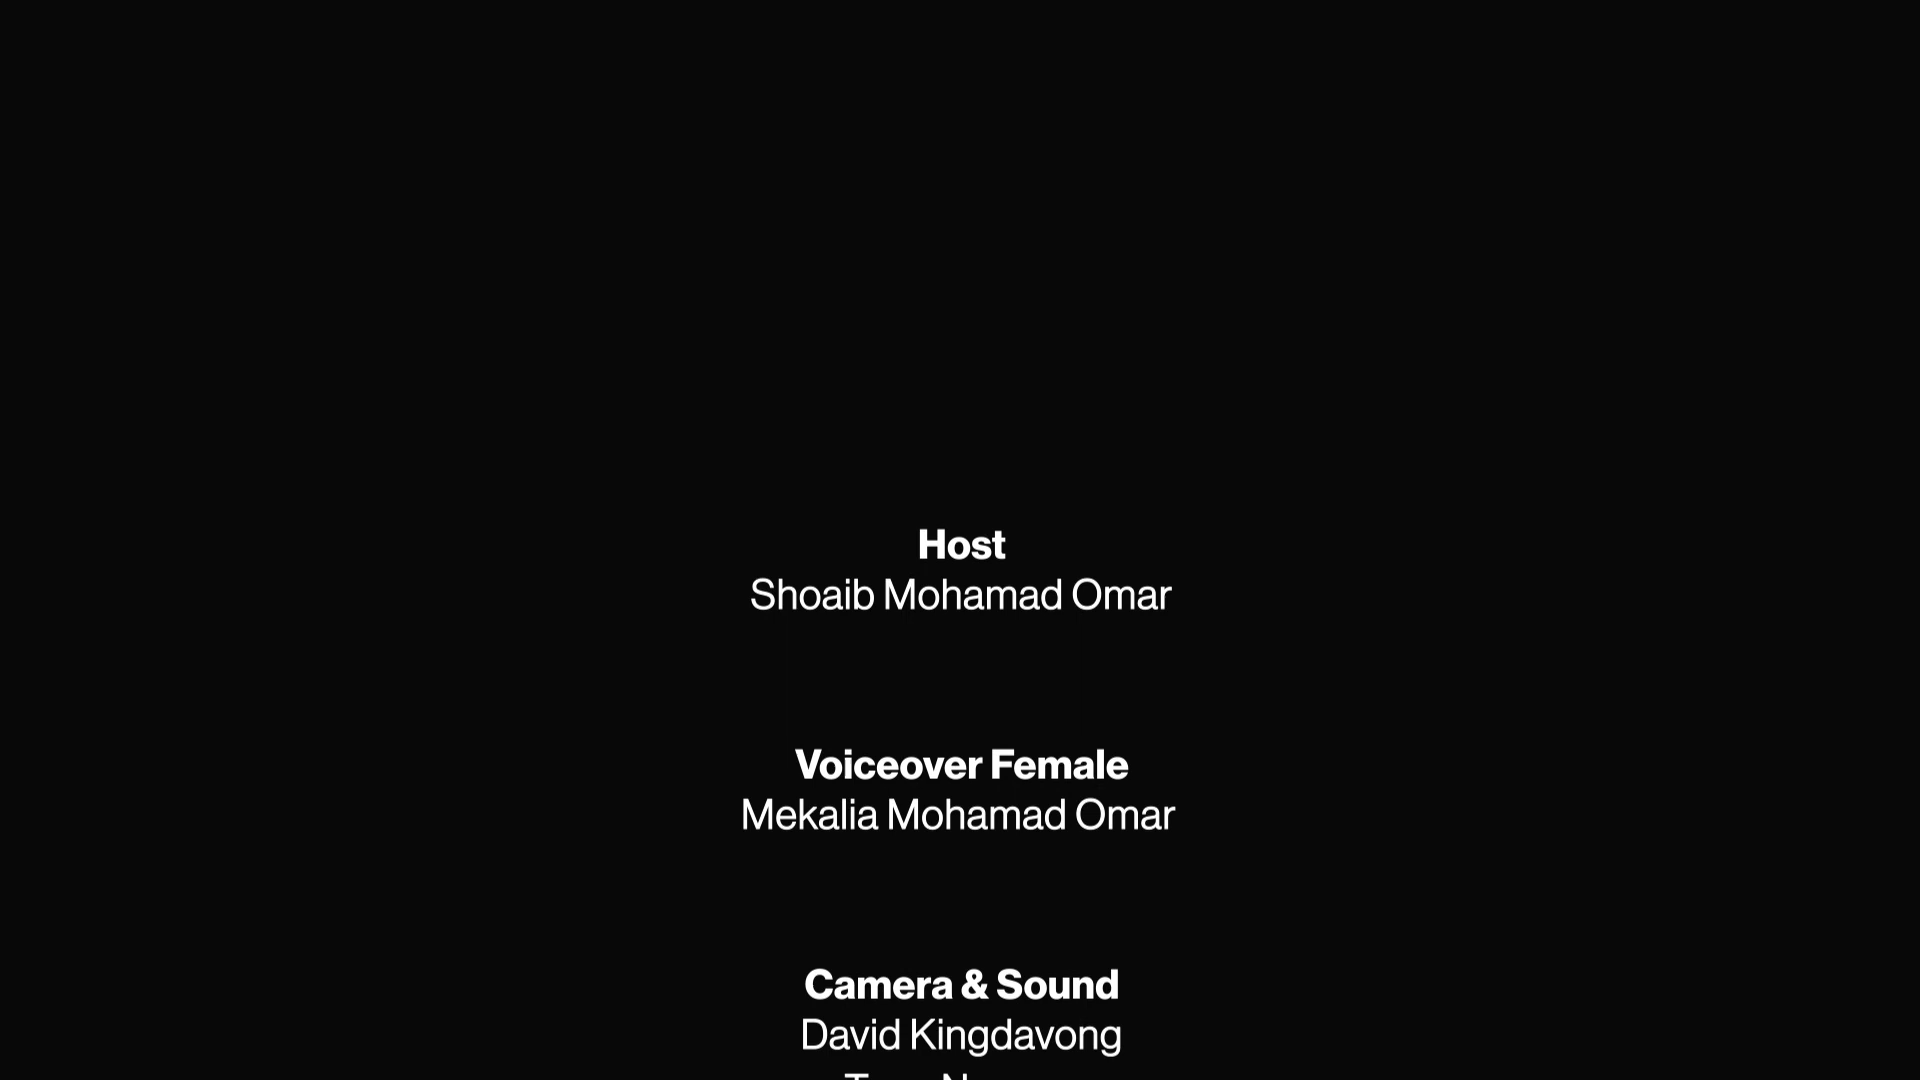 Host
Shoaib Mohamad Omar
Voiceover Female
Mekalia Mohamad Omar
Camera & Sound
David Kingdavong